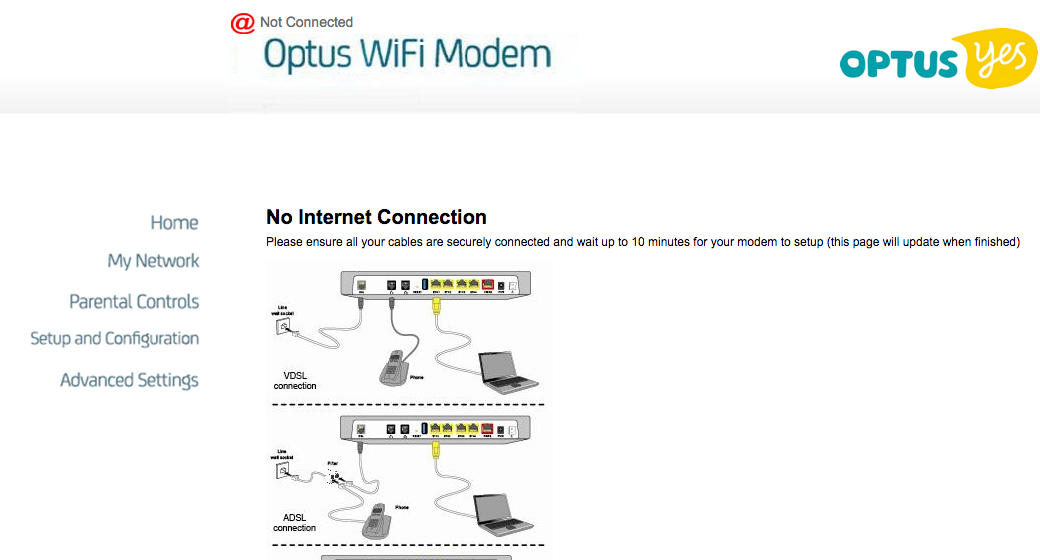 @ Not Connected
Optus WiFi Modem
OPTUS yes
Home
My Network
Parental Controls
Setup and Configuration
Advanced Settings
No Internet Connection
Please ensure all your cables are securely connected and wait up to 10 minutes for your modem to setup (this page will update when finished)
Line
wall socket
Phone
VDSL
connection
Line
wall socket
Filter
Phone
ADSL
connection